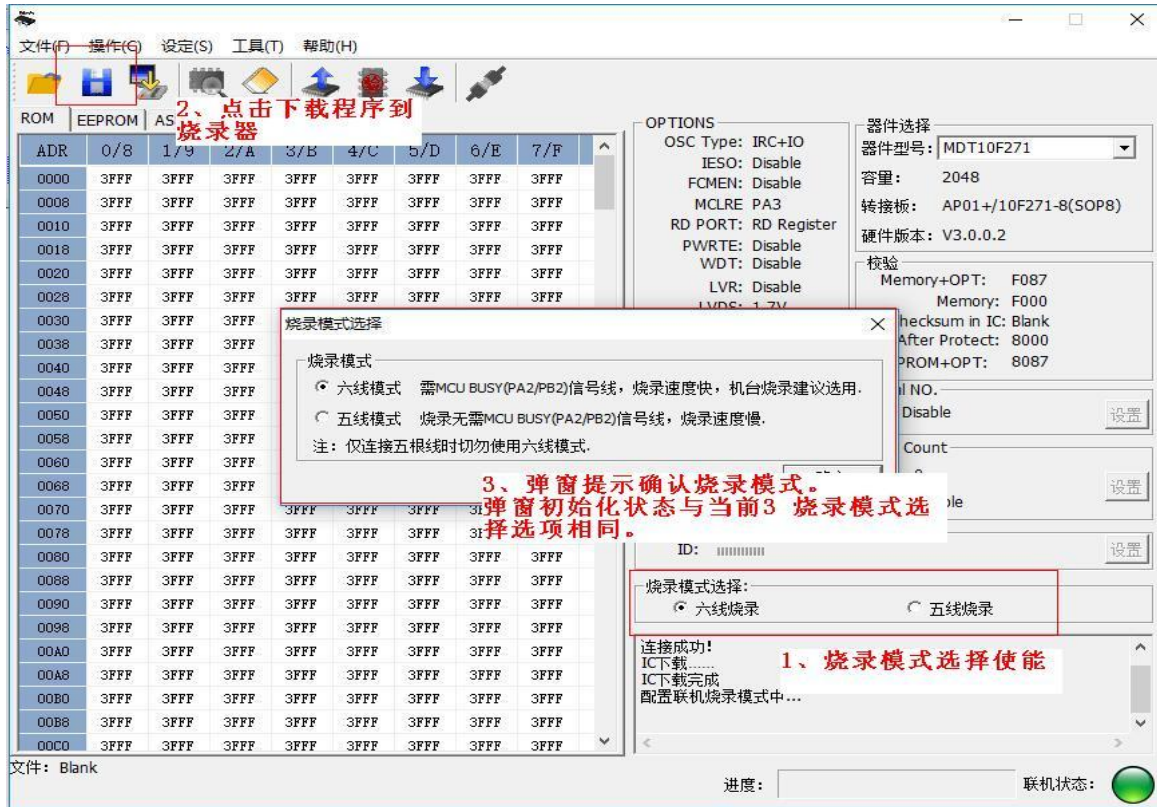 文件(F) 操作(C) 设定(S) 工具(T) 帮助(H)
2、点击下载程序到
烧录器
ROM EEPROM AS
ADR 0/8 1/9 2/A 3/B 4/C 5/D 6/E 7/F
0000 3FFF 3FFF 3FFF 3FFF 3FFF 3FFF 3FFF 3FFF
0008 3FFF 3FFF 3FFF 3FFF 3FFF 3FFF 3FFF 3FFF
0010 3FFF 3FFF 3FFF 3FFF 3FFF 3FFF 3FFF 3FFF
0018 3FFF 3FFF 3FFF 3FFF 3FFF 3FFF 3FFF 3FFF
0020 3FFF 3FFF 3FFF 3FFF 3FFF 3FFF 3FFF 3FFF
0028 3FFF 3FFF 3FFF 3FFF 3FFF 3FFF 3FFF 3FFF
0030 3FFF 3FFF 3FFF
0038 3FFF 3FFF 3FFF
0040 3FFF 3FFF 3FFF
0048 3FFF 3FFF 3FFF
0050 3FFF 3FFF 3FFF
0058 3FFF 3FFF 3FFF
0060 3FFF 3FFF 3FFF
0068 3FFF 3FFF 3FFF
0070 3FFF 3FFF 3FFF 3FFF 3FFF 3FFF
0078 3FFF 3FFF 3FFF 3FFF 3FFF 3FFF
0080 3FFF 3FFF 3FFF 3FFF 3FFF 3FFF 3FFF 3FFF
0088 3FFF 3FFF 3FFF 3FFF 3FFF 3FFF 3FFF 3FFF
0090 3FFF 3FFF 3FFF 3FFF 3FFF 3FFF 3FFF 3FFF
0098 3FFF 3FFF 3FFF 3FFF 3FFF 3FFF 3FFF 3FFF
00A0 3FFF 3FFF 3FFF 3FFF 3FFF 3FFF 3FFF 3FFF
00A8 3FFF 3FFF 3FFF 3FFF 3FFF 3FFF 3FFF 3FFF
00B0 3FFF 3FFF 3FFF 3FFF 3FFF 3FFF 3FFF 3FFF
00B8 3FFF 3FFF 3FFF 3FFF 3FFF 3FFF 3FFF 3FFF
00C0 3FFF 3FFF 3FFF 3FFF 3FFF 3FFF 3FFF 3FFF
OPTIONS
OSC Type: IRC+IO
IESO: Disable
FCMEN: Disable
MCLRE PA3
RD PORT: RD Register
PWRTE: Disable
WDT: Disable
LVR: Disable
LVDS: 1.7V
器件选择
器件型号: MDT10F271
容量: 2048
转接板: AP01+/10F271-8(SOP8)
硬件版本: V3.0.0.2
校验
Memory+OPT: F087
Memory: F000
hecksum in IC: Blank
After Protect: 8000
PROM+OPT: 8087
烧录模式选择
烧录模式
六线模式 需MCU BUSY(PA2/PB2)信号线，烧录速度快，机台烧录建议选用.
五线模式 烧录无需MCU BUSY(PA2/PB2)信号线，烧录速度慢.
注：仅连接五根线时切勿使用六线模式.
l NO.
Disable
设置
Count
设置
3、弹窗提示确认烧录模式。
弹窗初始化状态与当前3 烧录模式选
择选项相同。
ID:
设置
烧录模式选择:
六线烧录 五线烧录
连接成功!
IC下载......
IC下载完成
配置联机烧录模式中...
1、烧录模式选择使能
文件: Blank
进度:
联机状态: